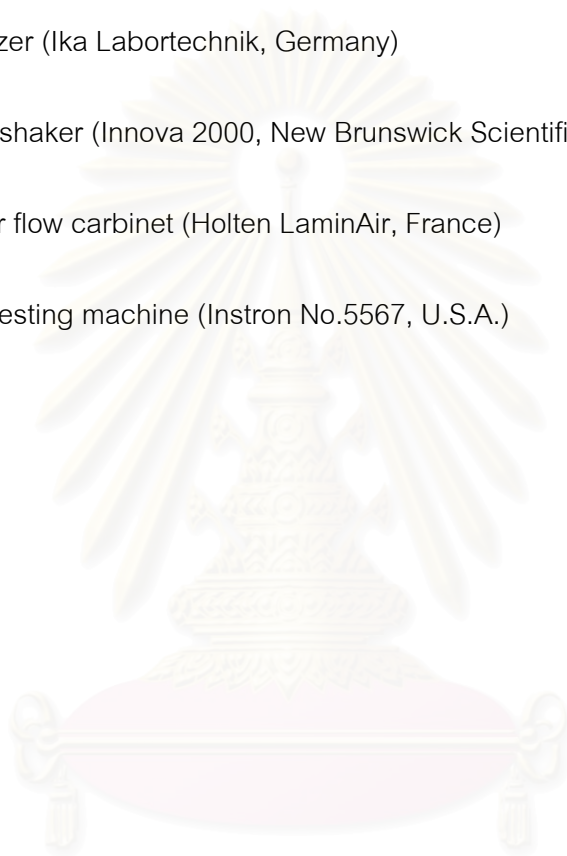 zer (Ika Labortechnik, Germany)
shaker (Innova 2000, New Brunswick Scientifi
r flow carbinet (Holten LaminAir, France)
esting machine (Instron No.5567, U.S.A.)